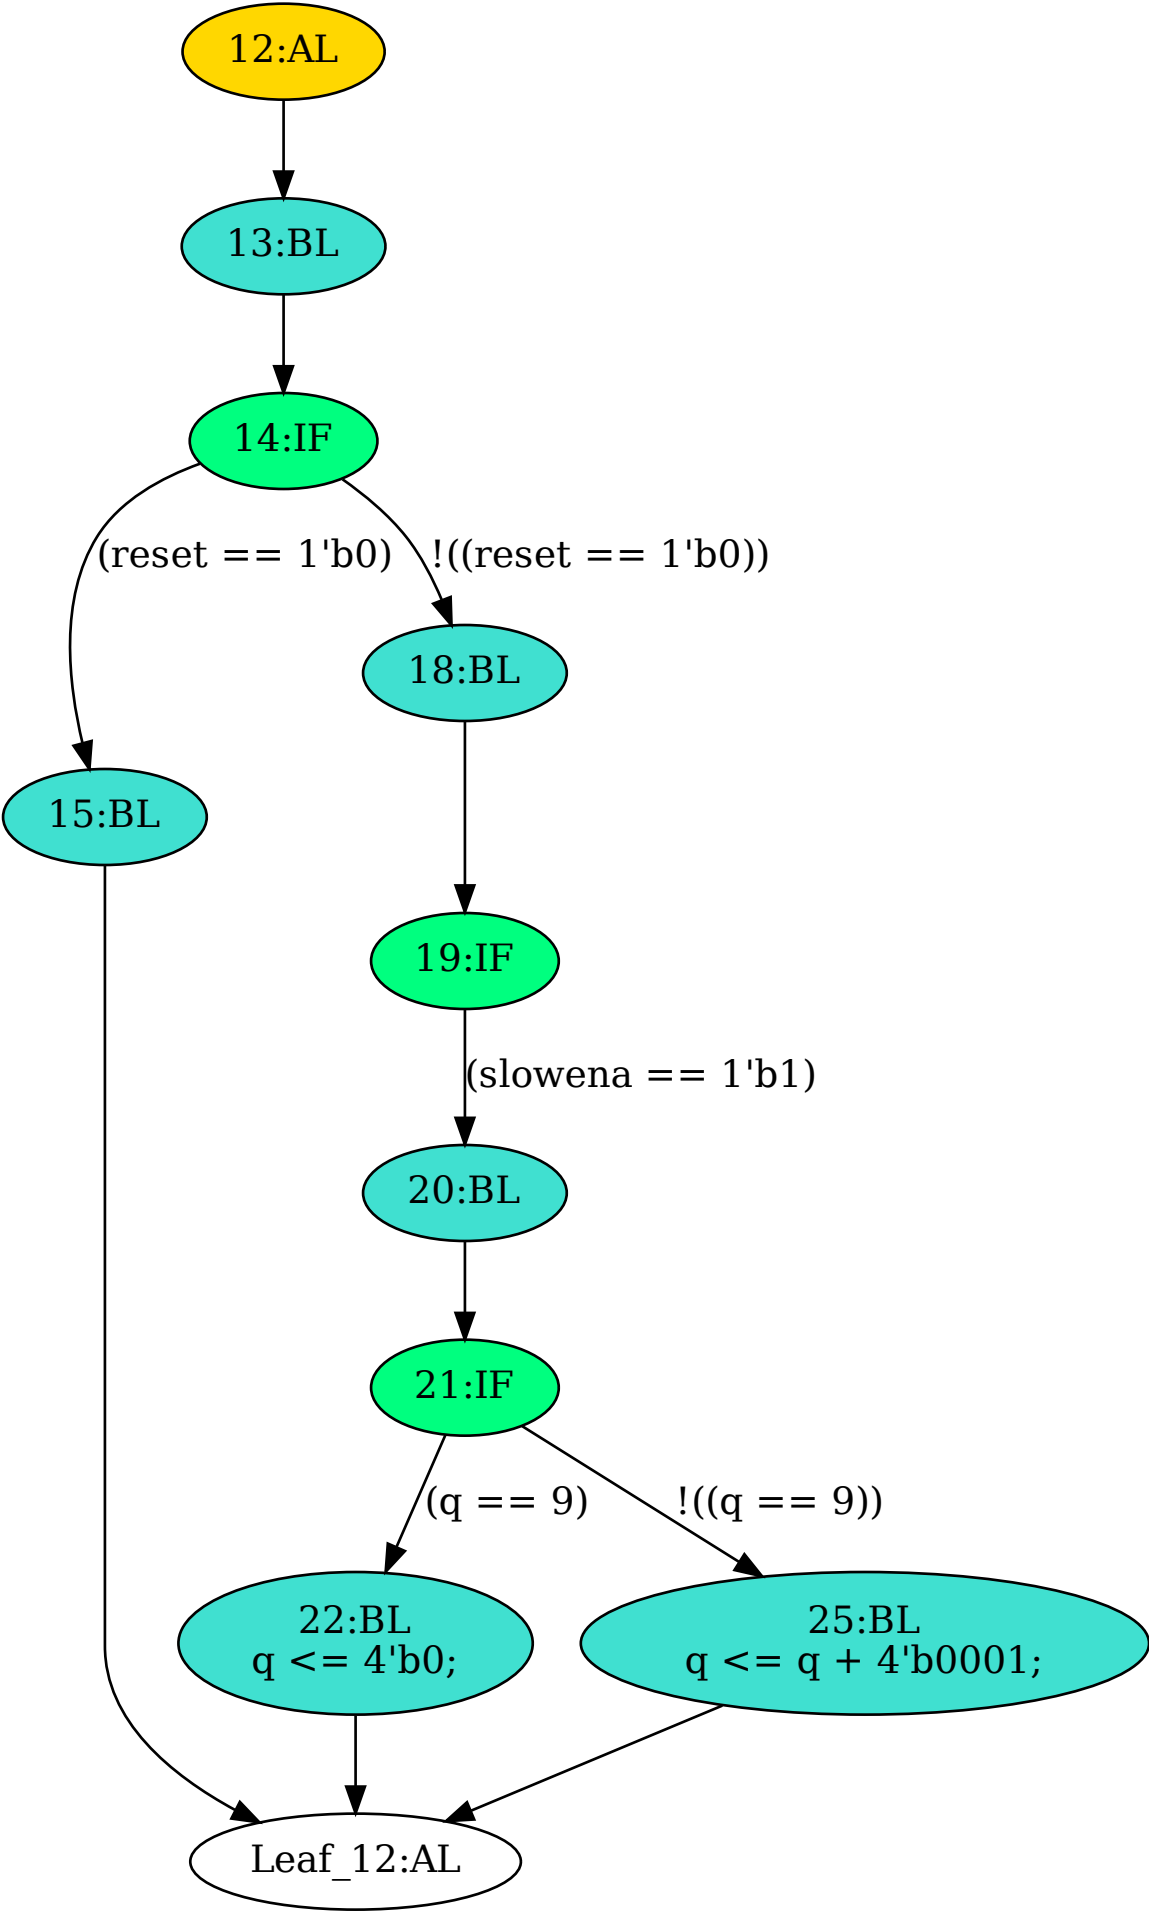 12:AL
13:BL
14:IF
(reset == 1'b0)
!((reset == 1'b0))
18:BL
15:BL
19:IF
(slowena == 1'b1)
20:BL
21:IF
(q == 9)
!((q == 9))
22:BL
q <= 4'b0;
25:BL
q <= q + 4'b0001;
Leaf_12:AL